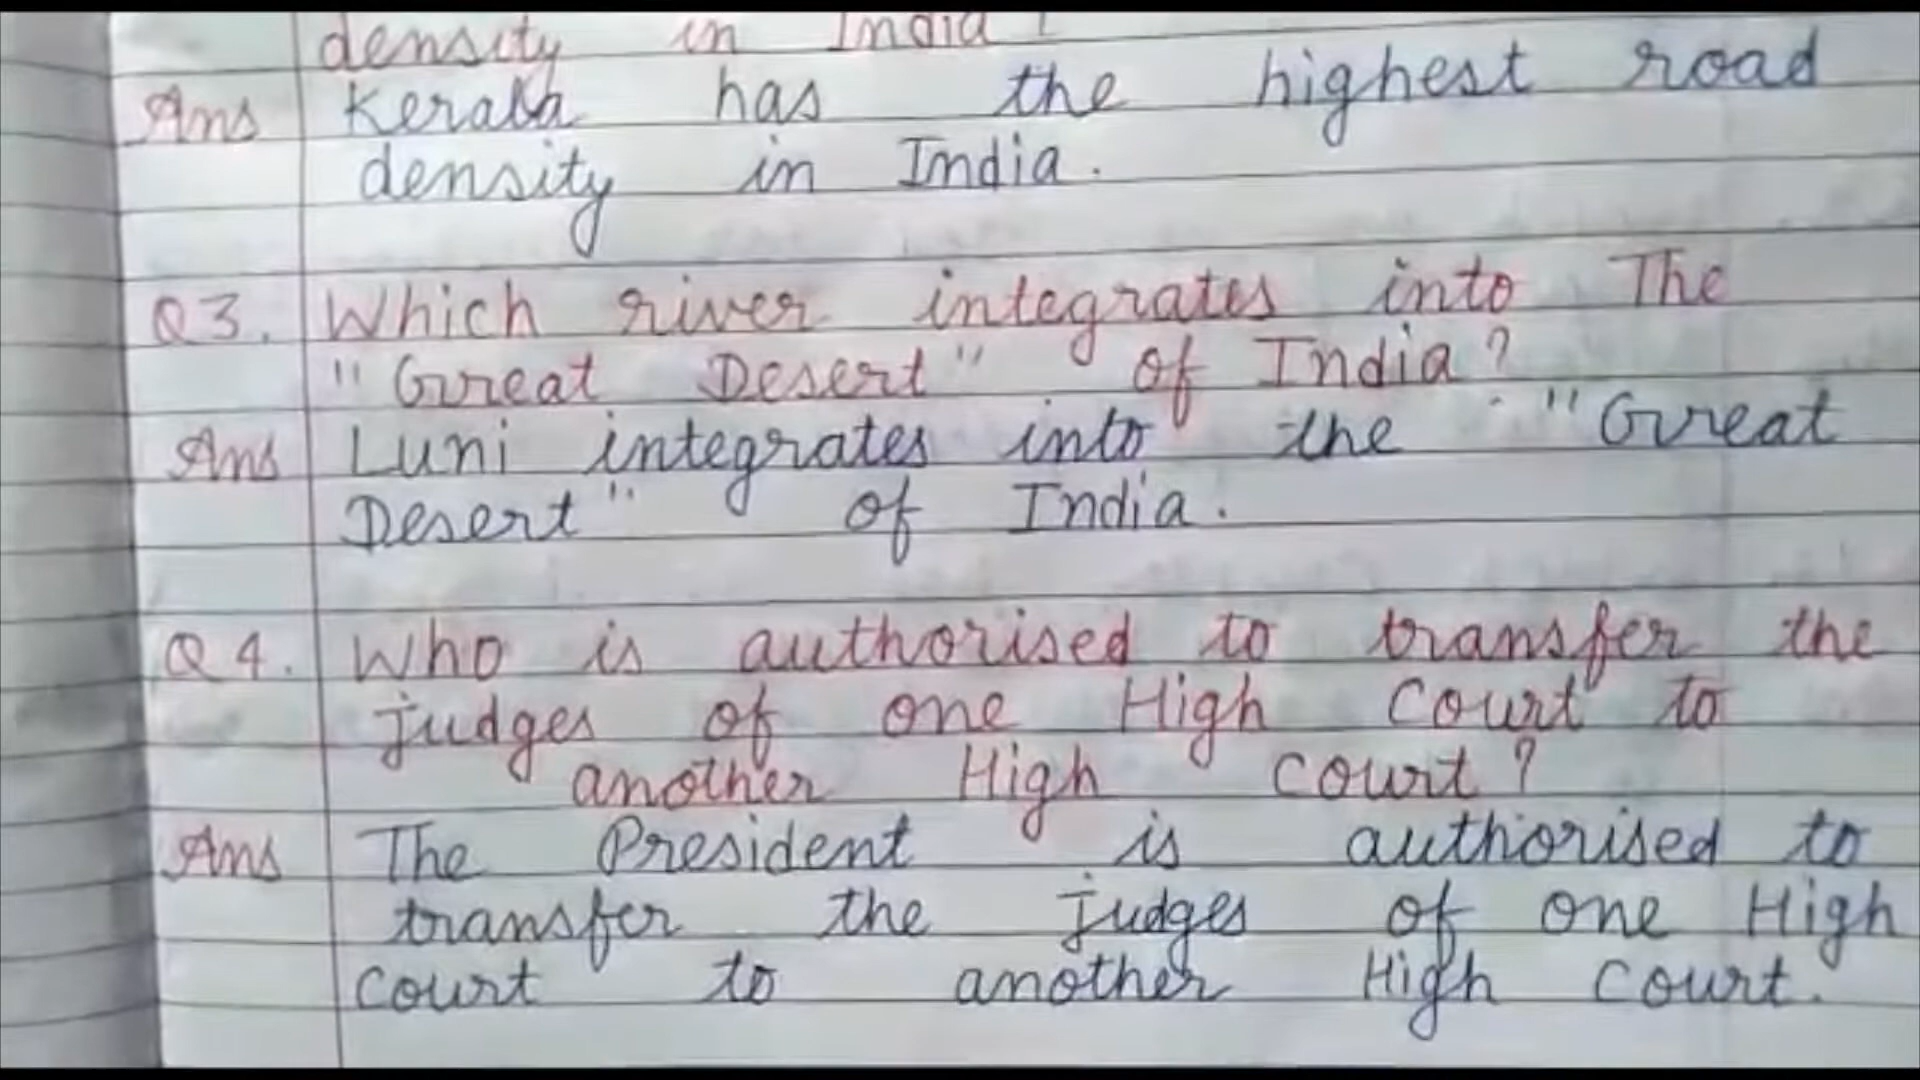 density in India?
Ans Kerala has the highest road
density in India.
Q3. Which river integrates into The
"Great Desert" of India?
Ans Luni integrates into the "Great
Desert" of India.
Q4. Who is authorised to transfer the
judges of one High Court to
another High Court?
Ans The President is authorised to
transfer the judges of one High
Court to another High Court.